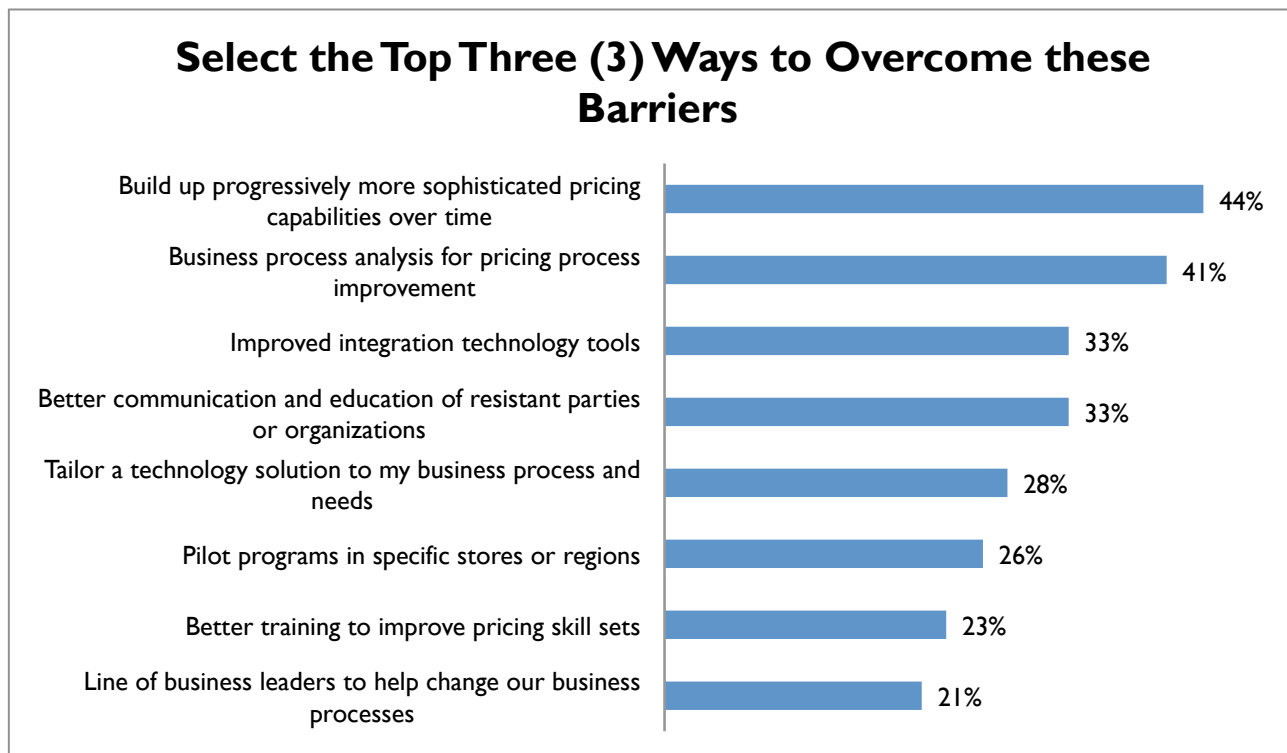 Select the Top Three (3) Ways to Overcome these
Barriers
Build up progressively more sophisticated pricing
capabilities over time
44%
Business process analysis for pricing process
improvement
41%
Improved integration technology tools
33%
Better communication and education of resistant parties
or organizations
33%
Tailor a technology solution to my business process and
needs
28%
Pilot programs in specific stores or regions
26%
Better training to improve pricing skill sets
23%
Line of business leaders to help change our business
processes
21%